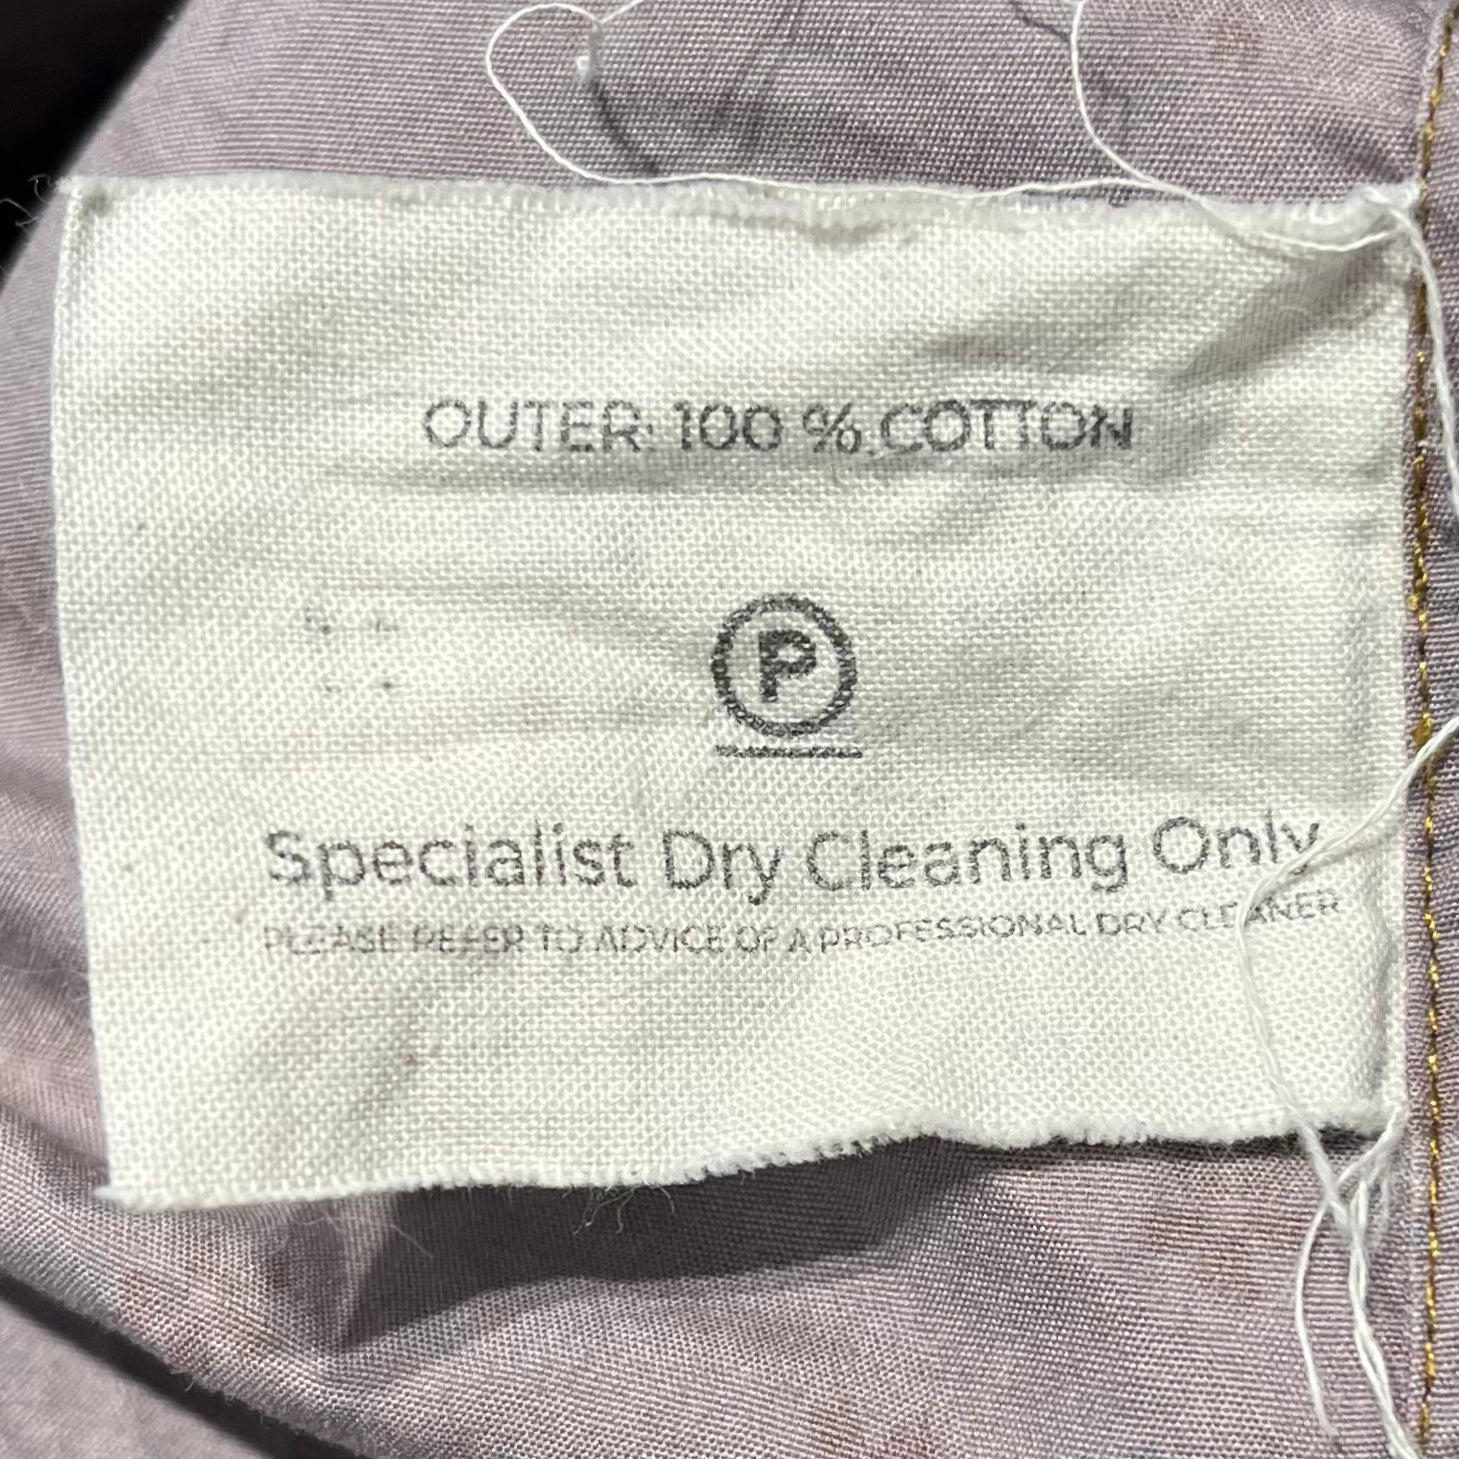 OUTER: 100 % COTTON
P
Specialist Dry Cleaning Only
PLEASE REFER TO ADVICE OF A PROFESSIONAL DRY CLEANER